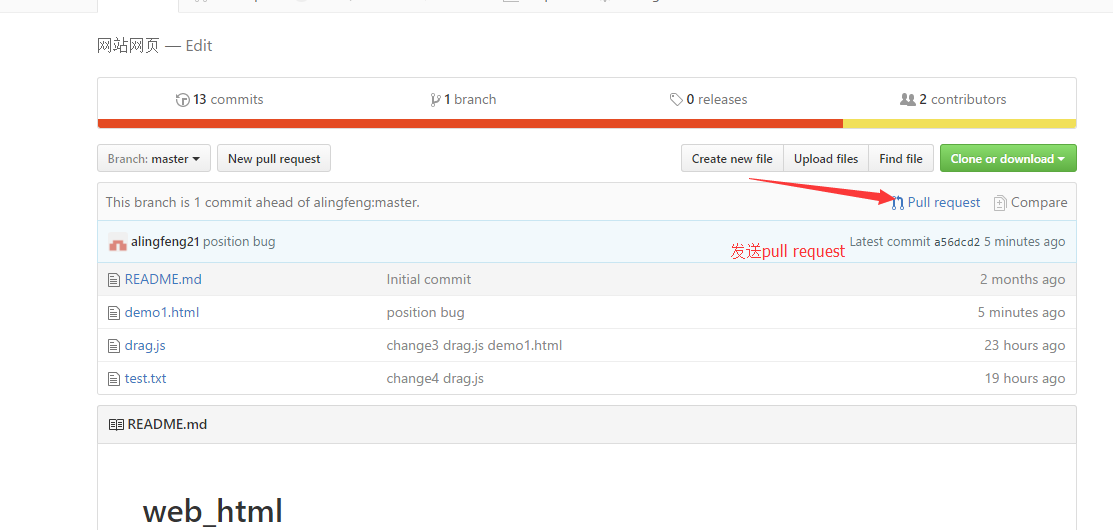 网站网页 — Edit
13 commits
1 branch
0 releases
2 contributors
Branch: master
New pull request
Create new file
Upload files
Find file
Clone or download
This branch is 1 commit ahead of alingfeng:master.
Pull request
Compare
alingfeng21 position bug
Latest commit a56dcd2 5 minutes ago
发送pull request
README.md Initial commit 2 months ago
demo1.html position bug 5 minutes ago
drag.js change3 drag.js demo1.html 23 hours ago
test.txt change4 drag.js 19 hours ago
README.md
web_html